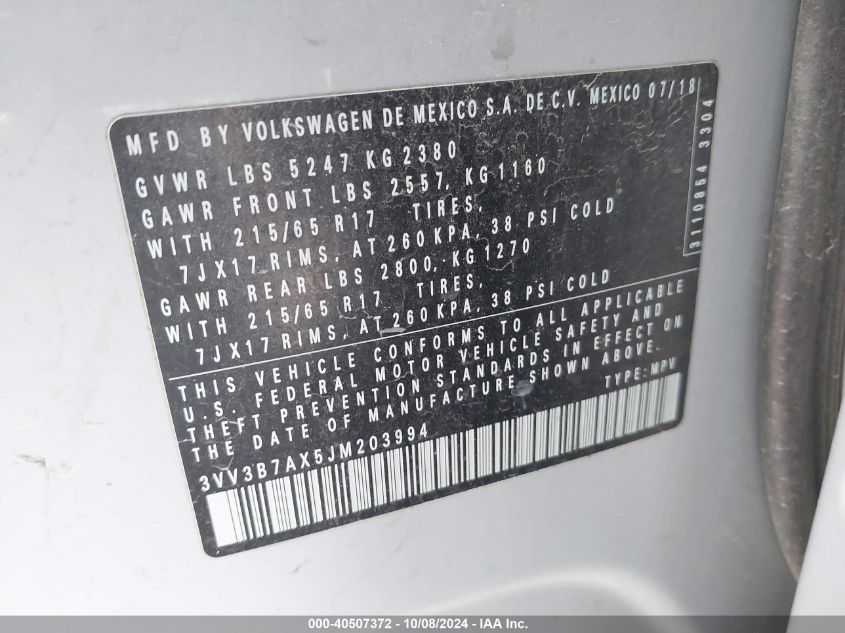 MFD BY VOLKSWAGEN DE MEXICO S.A. DE C.V. MEXICO 07/18
GVWR LBS 5247 KG 2380
GAWR FRONT LBS 2557, KG 1160
WITH 215/65 R17 TIRES,
7JX17 RIMS, AT 260 KPA, 38 PSI COLD
GAWR REAR LBS 2800, KG 1270
WITH 215/65 R17 TIRES,
7JX17 RIMS, AT 260 KPA, 38 PSI COLD
3110854 3304
THIS VEHICLE CONFORMS TO ALL APPLICABLE
U.S. FEDERAL MOTOR VEHICLE SAFETY AND
THEFT PREVENTION STANDARDS IN EFFECT ON
THE DATE OF MANUFACTURE SHOWN ABOVE.
3VV3B7AX5JM203994 TYPE: MPV
000-40507372 | 10/08/2024 | IAA Inc.